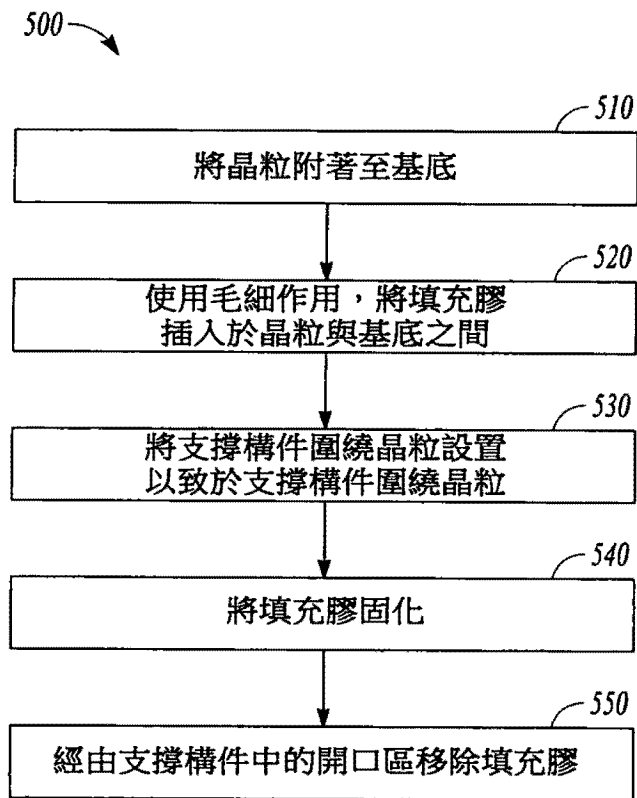 500
510
將晶粒附著至基底
520
使用毛細作用，將填充膠
插入於晶粒與基底之間
530
將支撐構件圍繞晶粒設置
以致於支撐構件圍繞晶粒
540
將填充膠固化
550
經由支撐構件中的開口區移除填充膠